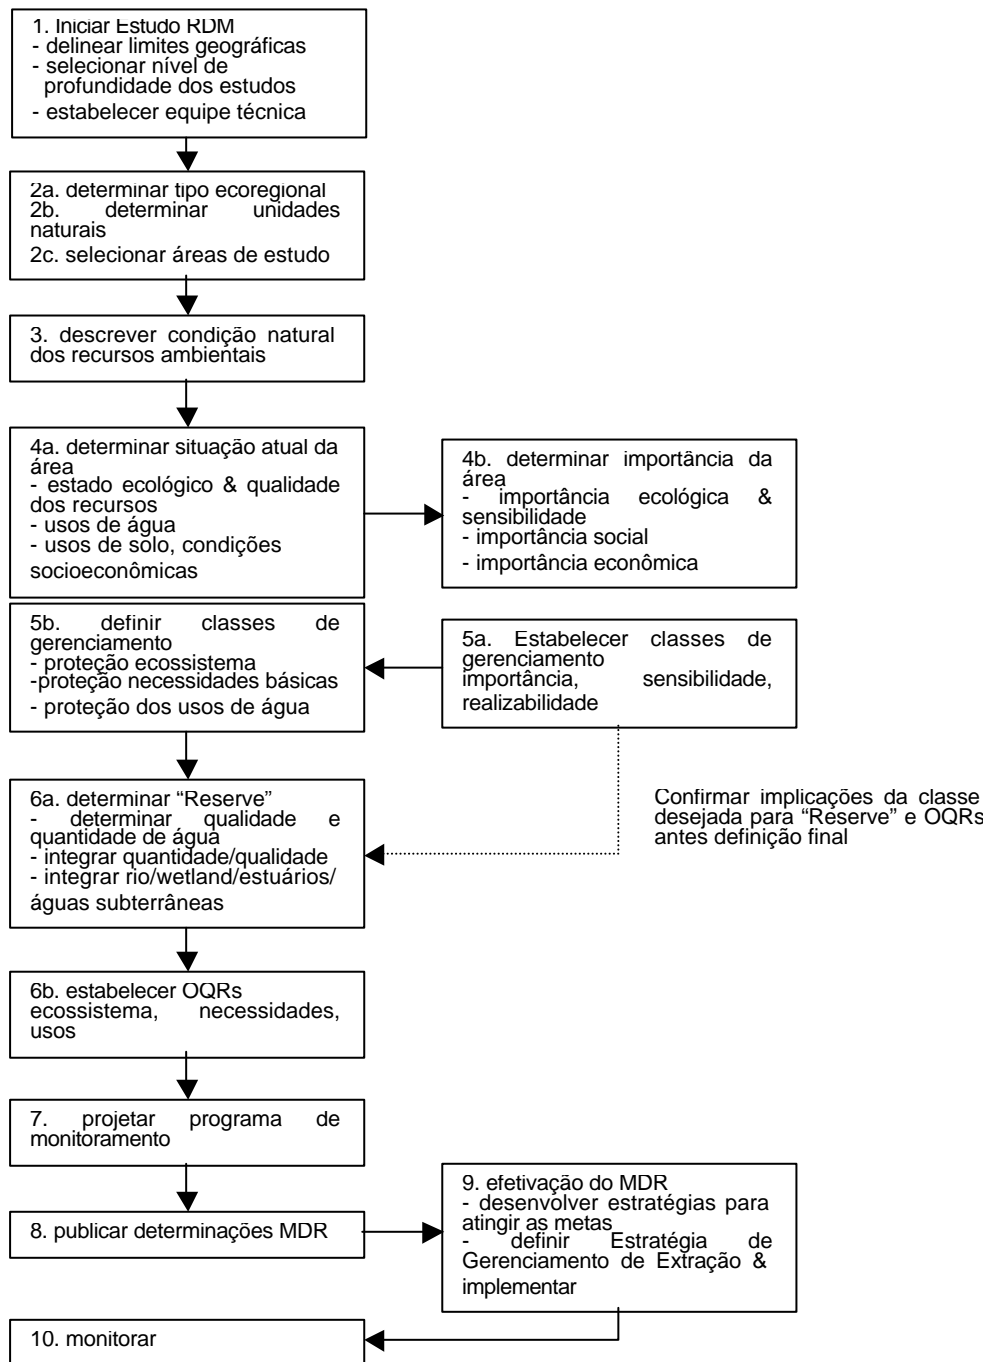 1. Iniciar Estudo RDM
- delinear limites geográficas
- selecionar nível de
profundidade dos estudos
- estabelecer equipe técnica
2a. determinar tipo ecoregional
2b. determinar unidades
naturais
2c. selecionar áreas de estudo
3. descrever condição natural
dos recursos ambientais
4a. determinar situação atual da
área
- estado ecológico & qualidade
dos recursos
- usos de água
- usos de solo, condições
socioeconômicas
4b. determinar importância da
área
- importância ecológica &
sensibilidade
- importância social
- importância econômica
5b. definir classes de
gerenciamento
- proteção ecossistema
-proteção necessidades básicas
- proteção dos usos de água
5a. Estabelecer classes de
gerenciamento
importância, sensibilidade,
realizabilidade
6a. determinar “Reserve”
- determinar qualidade e
quantidade de água
- integrar quantidade/qualidade
- integrar rio/wetland/estuários/
águas subterrâneas
Confirmar implicações da classe
desejada para “Reserve” e OQRs
antes definição final
6b. estabelecer OQRs
ecossistema, necessidades,
usos
7. projetar programa de
monitoramento
8. publicar determinações MDR
9. efetivação do MDR
- desenvolver estratégias para
atingir as metas
- definir Estratégia de
Gerenciamento de Extração &
implementar
10. monitorar